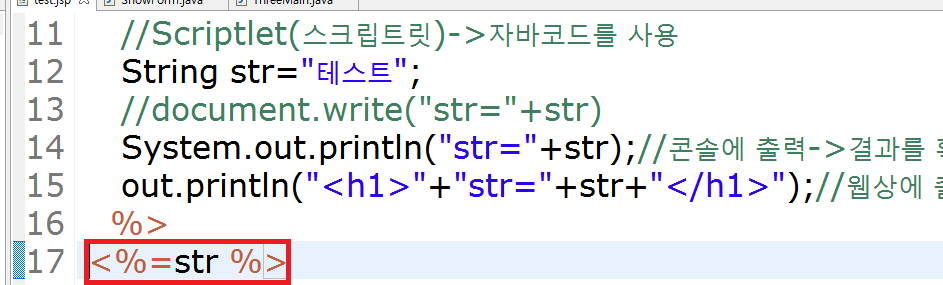 test.jsp ShowForm.java ThreeMain.java
11 //Scriptlet(스크립트릿)->자바코드를 사용
12 String str="테스트";
13 //document.write("str="+str)
14 System.out.println("str="+str);//콘솔에 출력->결과를
15 out.println("<h1>"+"str="+str+"</h1>");//웹상에
16 %>
17 <%=str %>